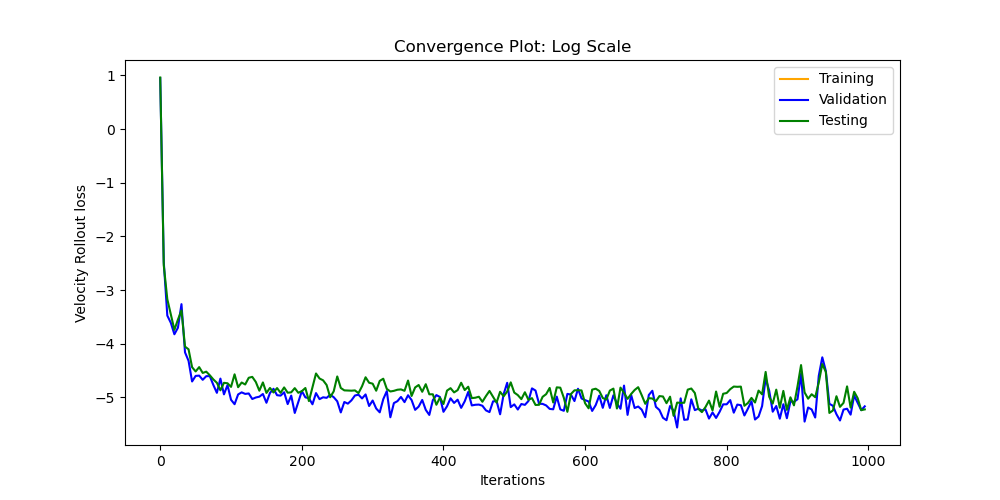 Convergence Plot: Log Scale
Training
Validation
Testing
Velocity Rollout loss
1
0
−1
−2
−3
−4
−5
0 200 400 600 800 1000
Iterations